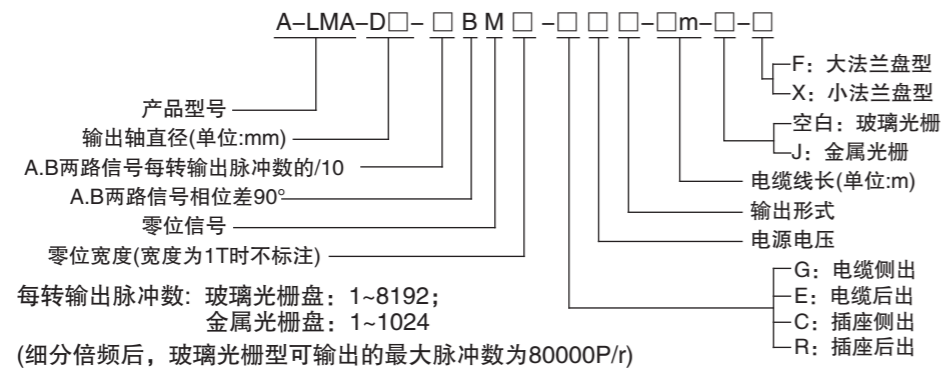 A-LMA-D□-□BM□-□□□-□m-□-□
F：大法兰盘型
X：小法兰盘型
空白：玻璃光栅
J：金属光栅
电缆线长(单位:m)
输出形式
电源电压
G：电缆侧出
E：电缆后出
C：插座侧出
R：插座后出
产品型号
输出轴直径(单位:mm)
A.B两路信号每转输出脉冲数的/10
A.B两路信号相位差90°
零位信号
零位宽度(宽度为1T时不标注)
每转输出脉冲数: 玻璃光栅盘：1~8192；
金属光栅盘：1~1024
(细分倍频后，玻璃光栅型可输出的最大脉冲数为80000P/r)